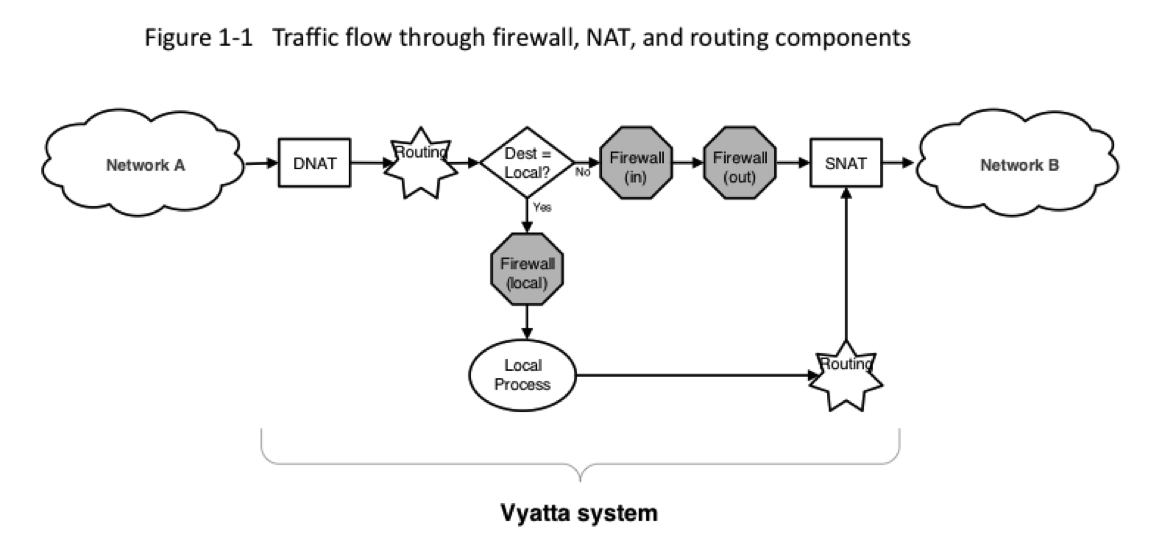 Figure 1-1 Traffic flow through firewall, NAT, and routing components
Network A
DNAT
Routing
Dest =
Local?
No
Firewall
(in)
Firewall
(out)
SNAT
Network B
Yes
Firewall
(local)
Local
Process
Routing
Vyatta system